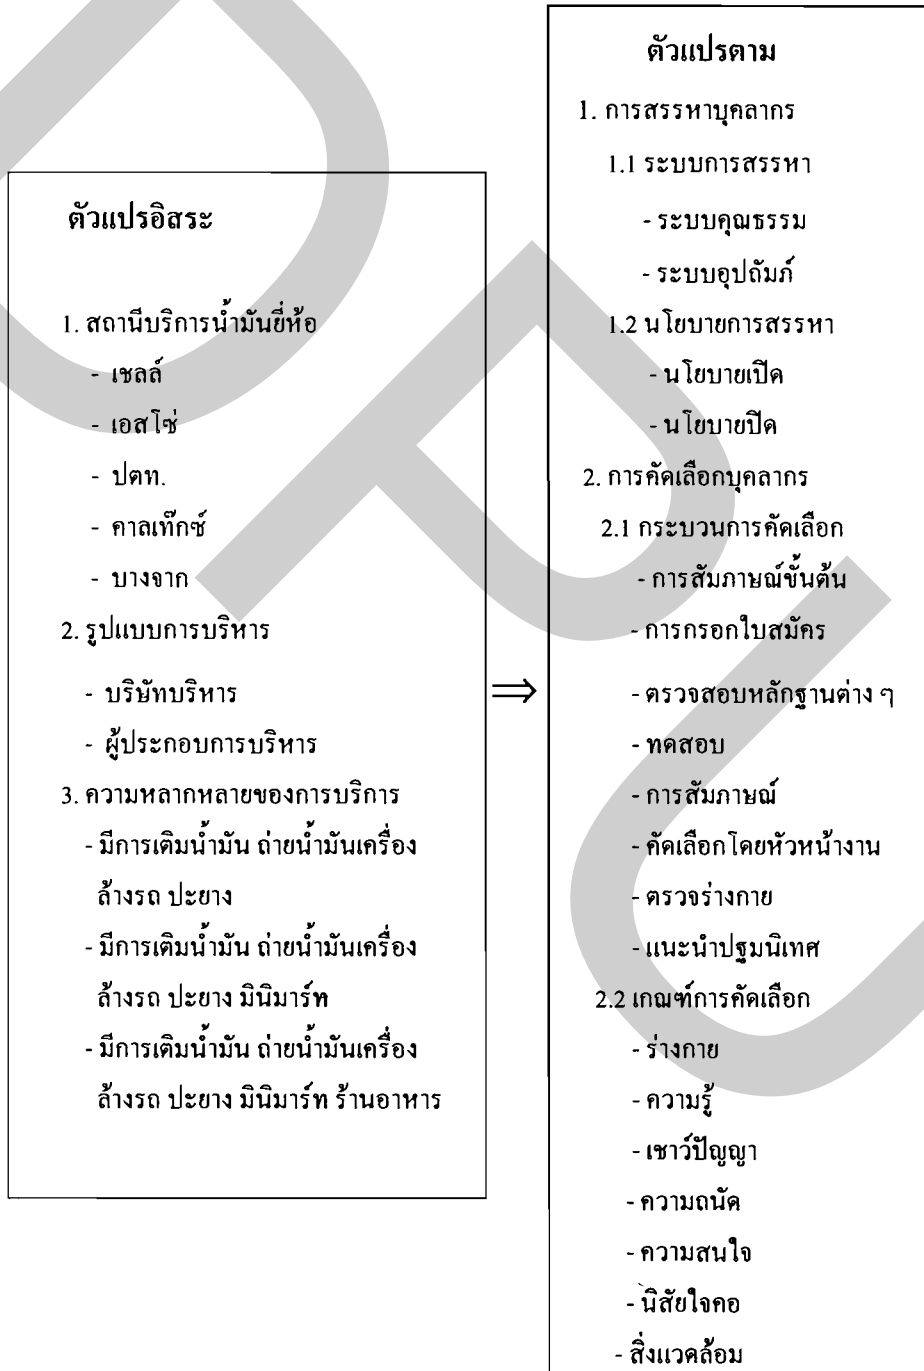 ตัวแปรอิสระ
1. สถานีบริการน้ำมันยี่ห้อ
- เชลล์
- เอสโซ่
- ปตท.
- คาลเท๊กซ์
- บางจาก
2. รูปแบบการบริหาร
- บริษัทบริหาร
- ผู้ประกอบการบริหาร
3. ความหลากหลายของการบริการ
- มีการเติมน้ำมัน ถ่ายน้ำมันเครื่อง
ล้างรถ ปะยาง
- มีการเติมน้ำมัน ถ่ายน้ำมันเครื่อง
ล้างรถ ปะยาง มินิมาร์ท
- มีการเติมน้ำมัน ถ่ายน้ำมันเครื่อง
ล้างรถ ปะยาง มินิมาร์ท ร้านอาหาร
⇒
ตัวแปรตาม
1. การสรรหาบุคลากร
1.1 ระบบการสรรหา
- ระบบคุณธรรม
- ระบบอุปถัมภ์
1.2 นโยบายการสรรหา
- นโยบายเปิด
- นโยบายปิด
2. การคัดเลือกบุคลากร
2.1 กระบวนการคัดเลือก
- การสัมภาษณ์ขั้นต้น
- การกรอกใบสมัคร
- ตรวจสอบหลักฐานต่าง ๆ
- ทดสอบ
- การสัมภาษณ์
- คัดเลือกโดยหัวหน้างาน
- ตรวจร่างกาย
- แนะนำปฐมนิเทศ
2.2 เกณฑ์การคัดเลือก
- ร่างกาย
- ความรู้
- เชาว์ปัญญา
- ความถนัด
- ความสนใจ
- นิสัยใจคอ
- สิ่งแวดล้อม